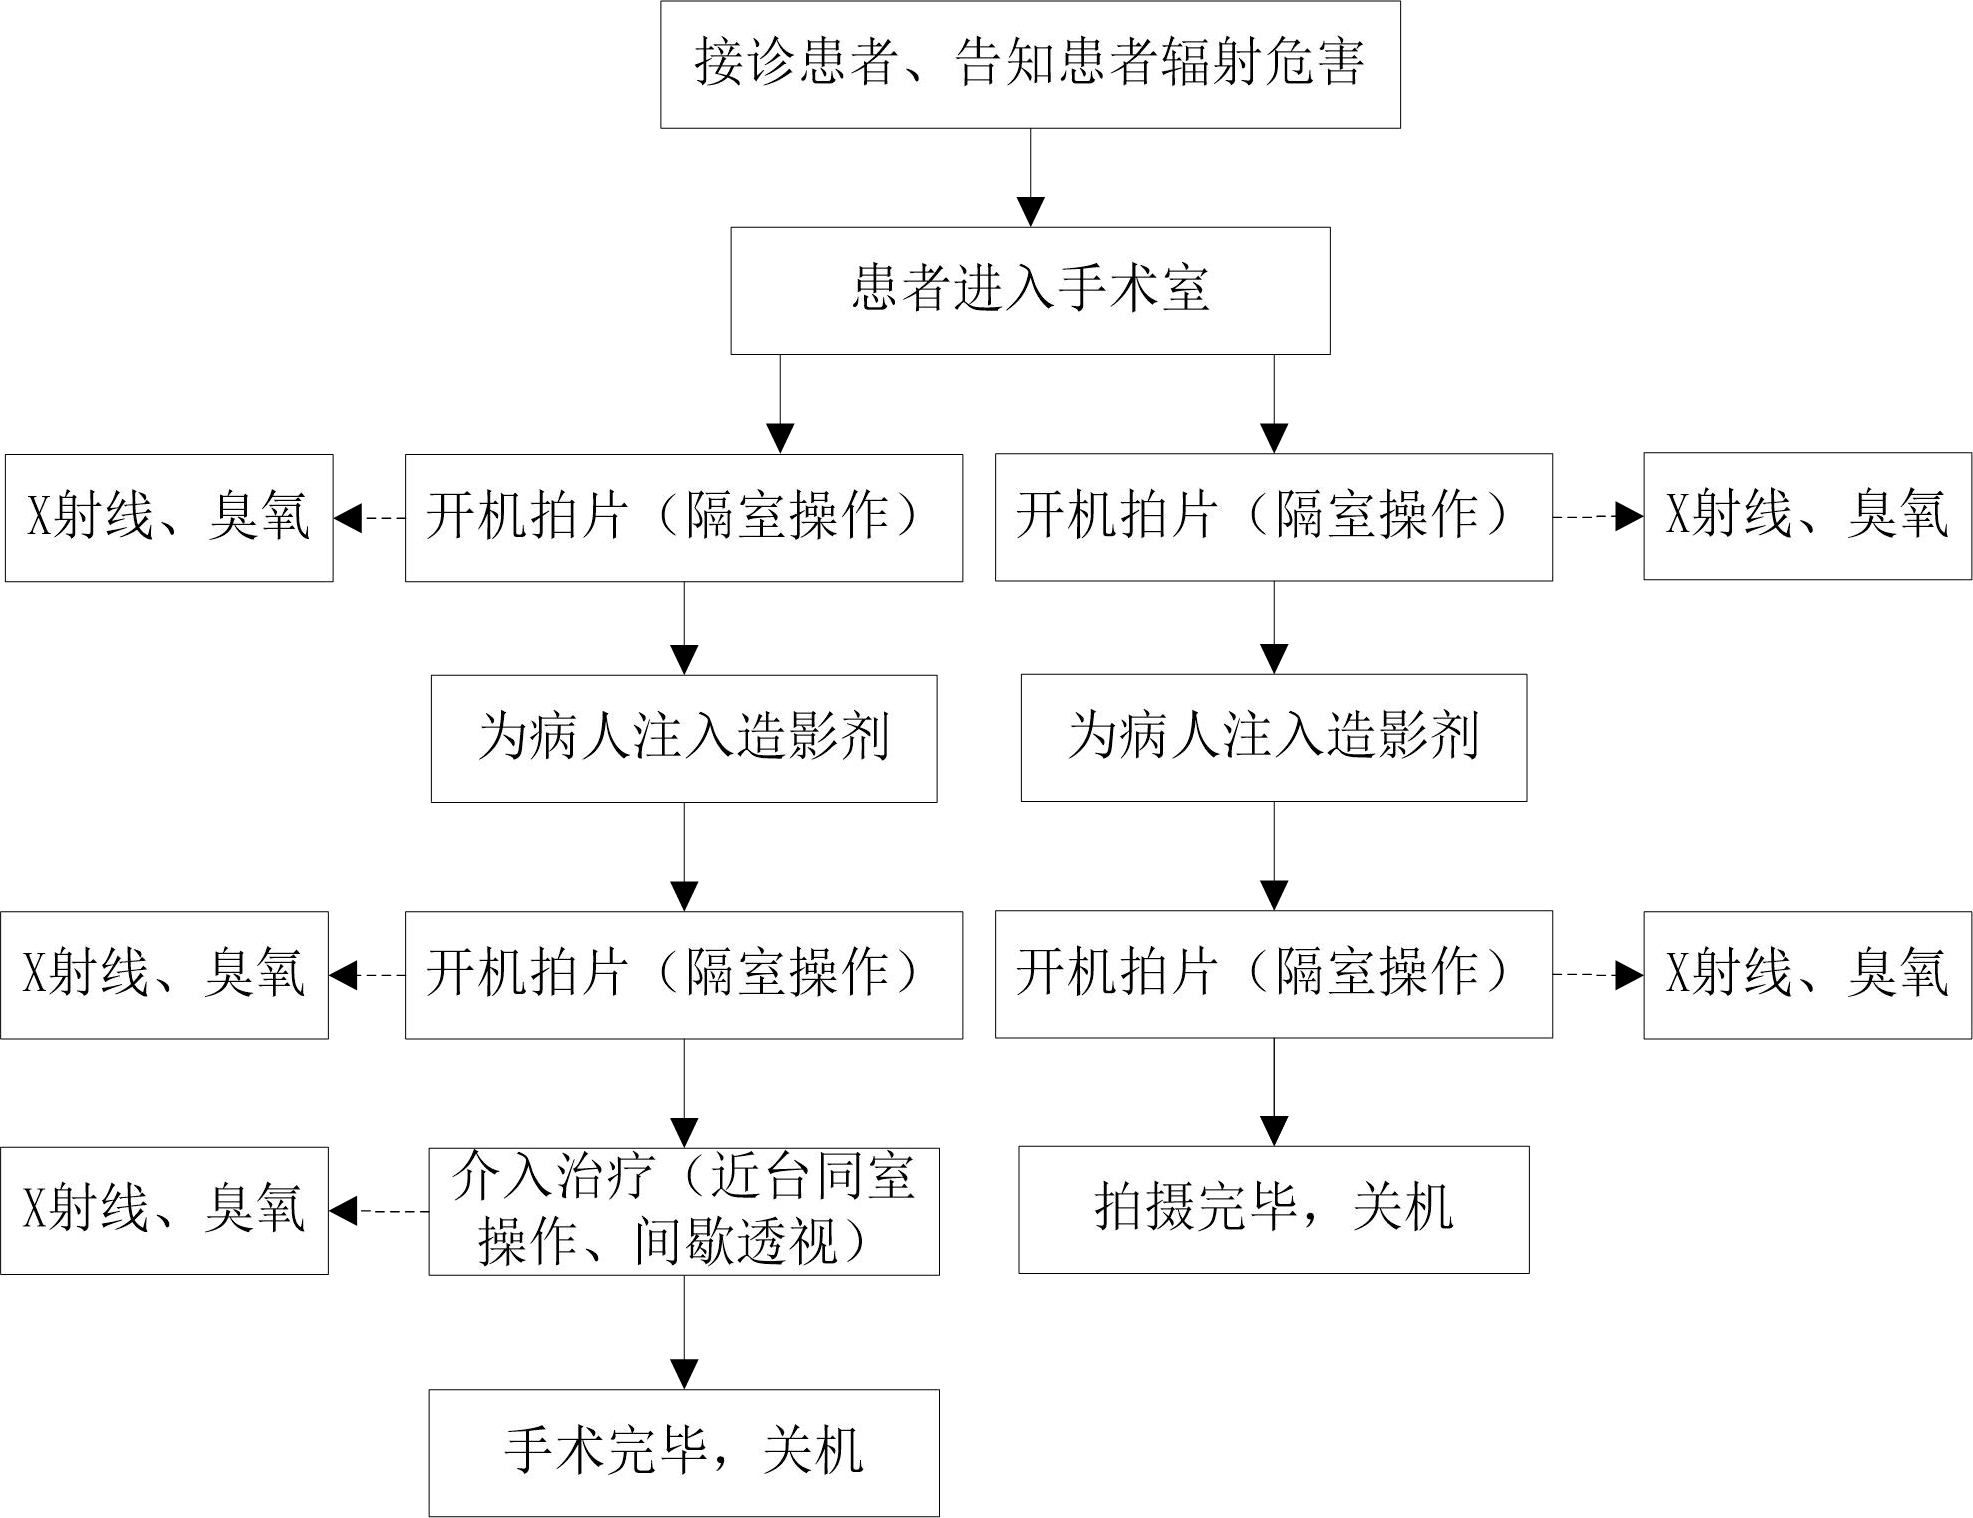 接诊患者、告知患者辐射危害
患者进入手术室
X射线、臭氧
开机拍片（隔室操作）
开机拍片（隔室操作）
X射线、臭氧
为病人注入造影剂
为病人注入造影剂
X射线、臭氧
开机拍片（隔室操作）
开机拍片（隔室操作）
X射线、臭氧
X射线、臭氧
介入治疗（近台同室
操作、间歇透视）
拍摄完毕，关机
手术完毕，关机